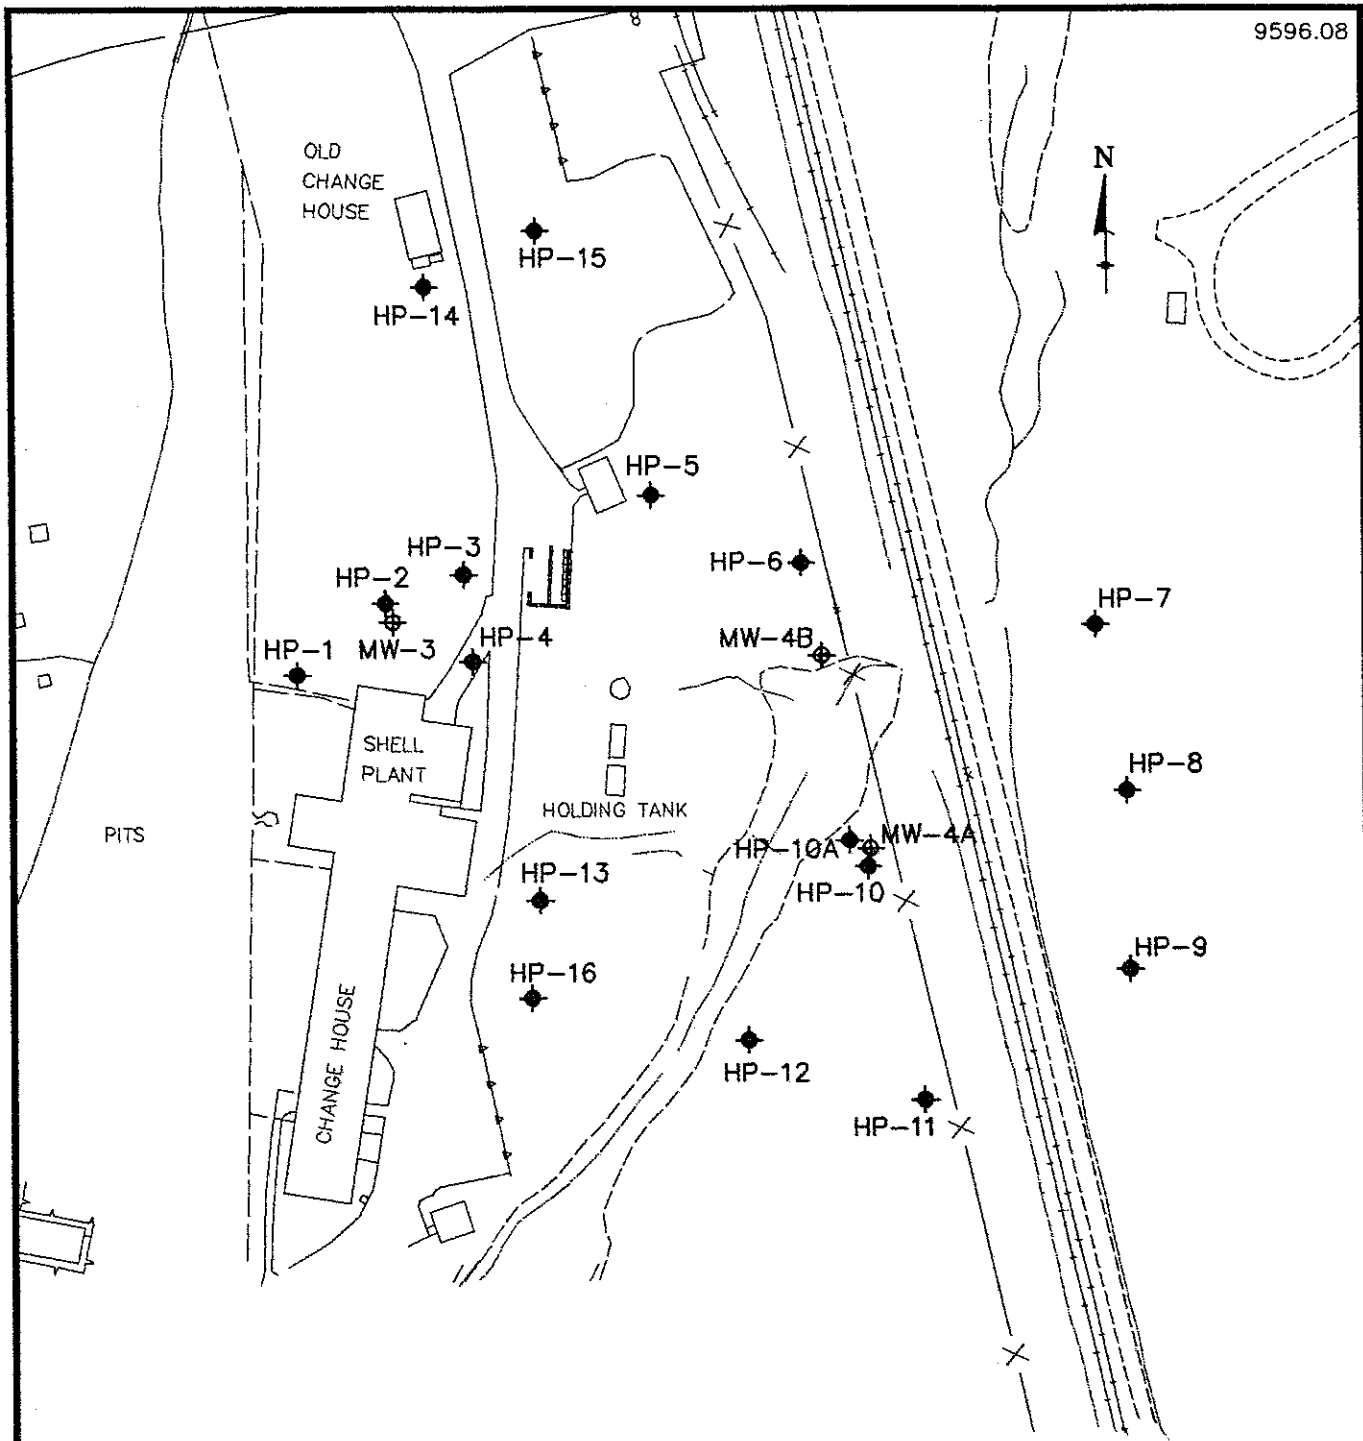 9596.08
8
OLD
CHANGE
HOUSE
N
HP-15
HP-14
HP-5
HP-3
HP-6
HP-2
HP-7
MW-3
HP-4
MW-4B
HP-1
SHELL
PLANT
HP-8
HOLDING TANK
PITS
HP-10A
MW-4A
HP-13
HP-10
HP-9
HP-16
CHANGE HOUSE
HP-12
HP-11